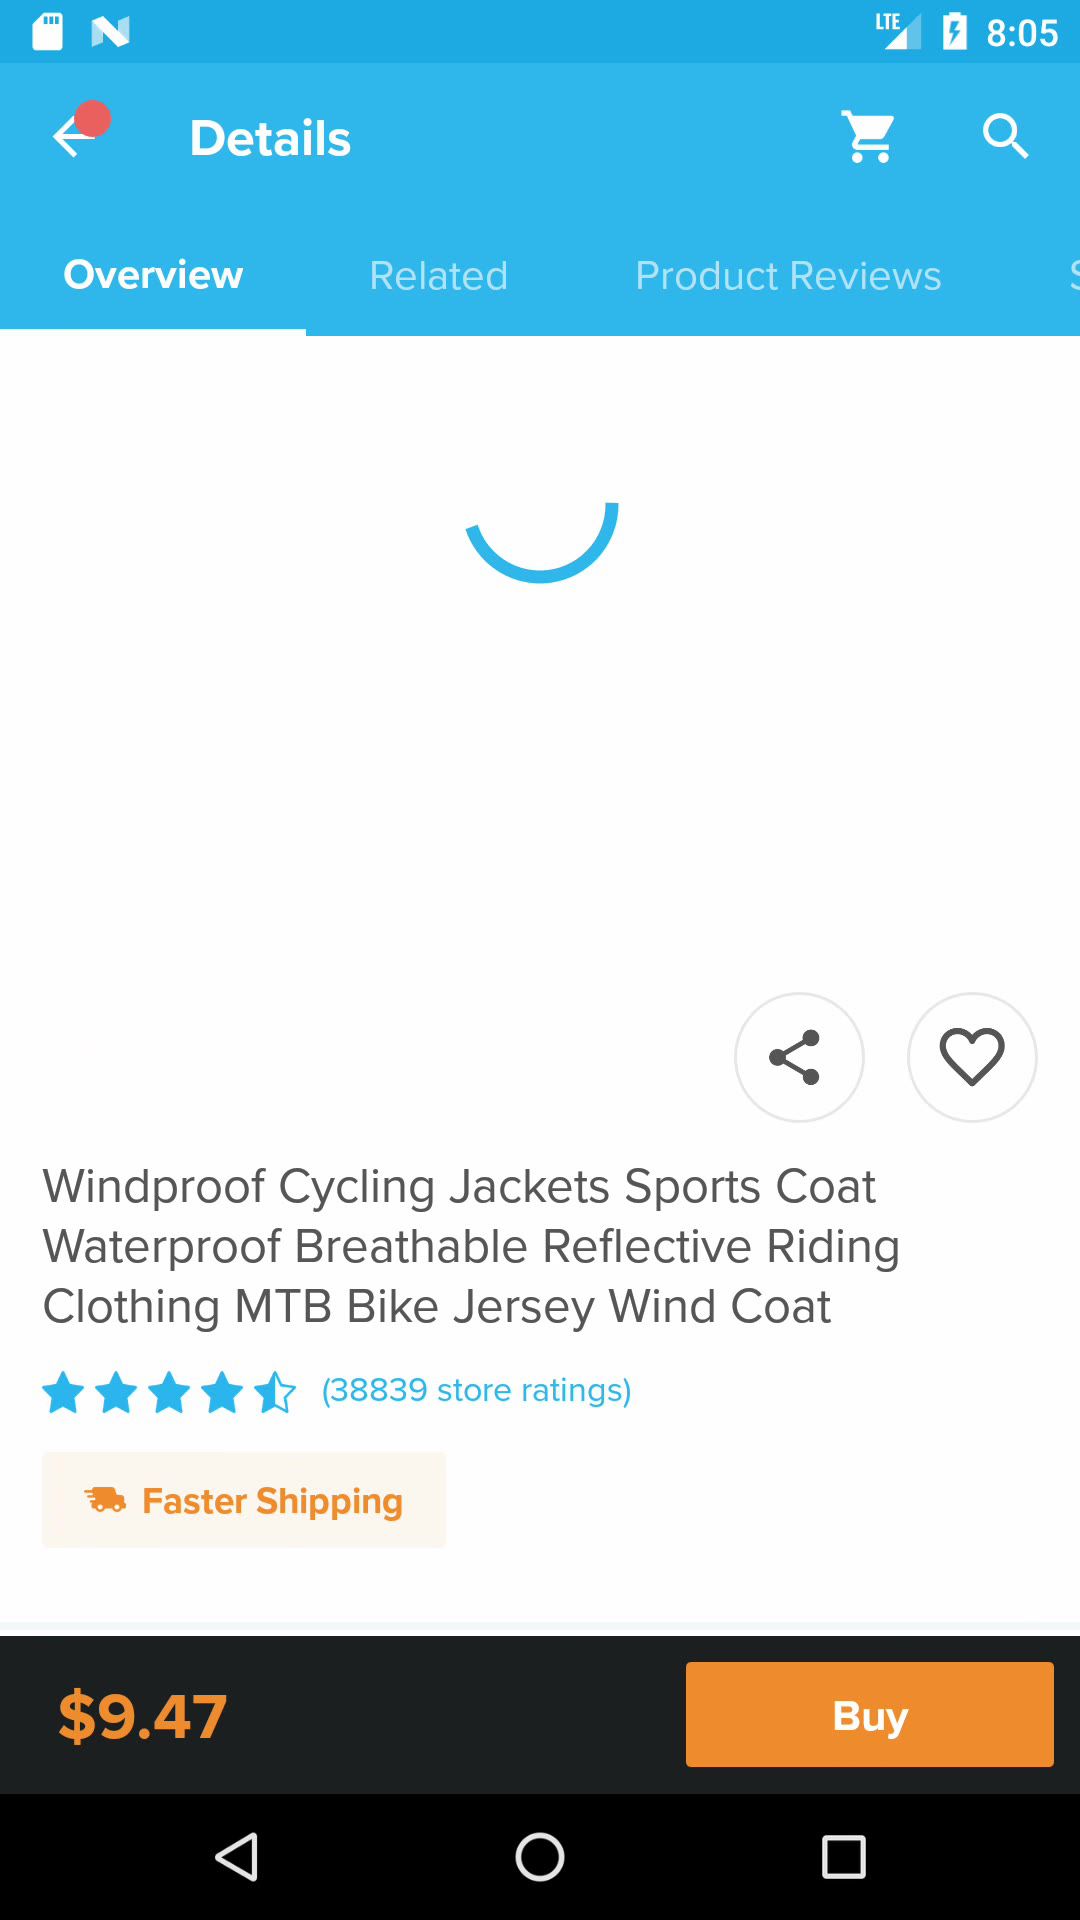 LTE 8:05
Details
Overview Related Product Reviews S
Windproof Cycling Jackets Sports Coat
Waterproof Breathable Reflective Riding
Clothing MTB Bike Jersey Wind Coat
(38839 store ratings)
Faster Shipping
$9.47 Buy